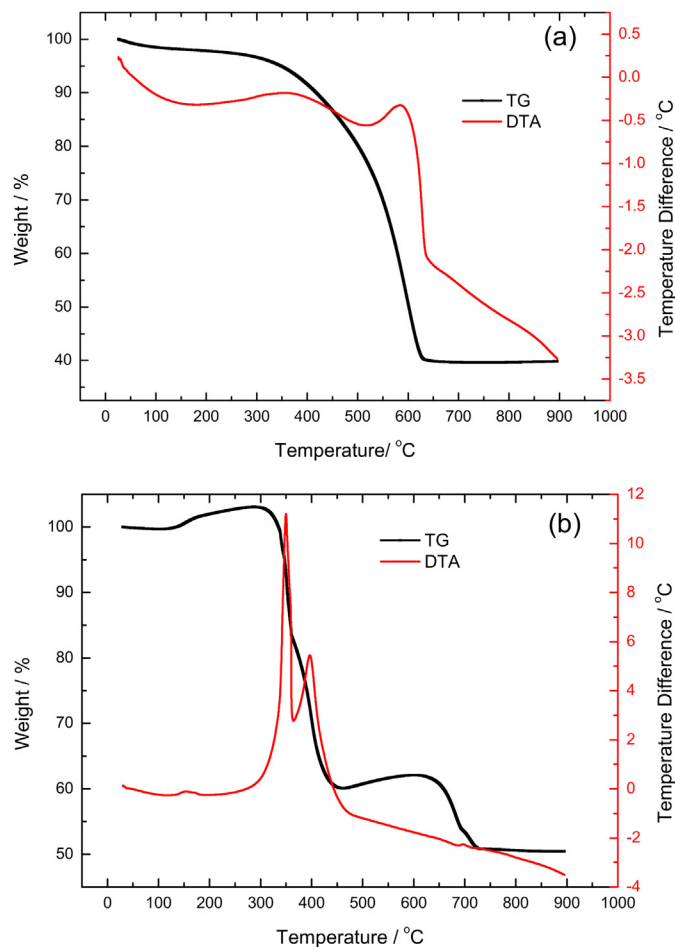 (a)
TG
DTA
100
90
80
70
60
50
40
0.5
0.0
-0.5
-1.0
-1.5
-2.0
-2.5
-3.0
-3.5
0 100 200 300 400 500 600 700 800 900 1000
Weight / %
Temperature Difference / °C
Temperature/ °C
(b)
TG
DTA
100
90
80
70
60
50
12
10
8
6
4
2
0
-2
-4
0 100 200 300 400 500 600 700 800 900 1000
Weight / %
Temperature Difference / °C
Temperature / °C